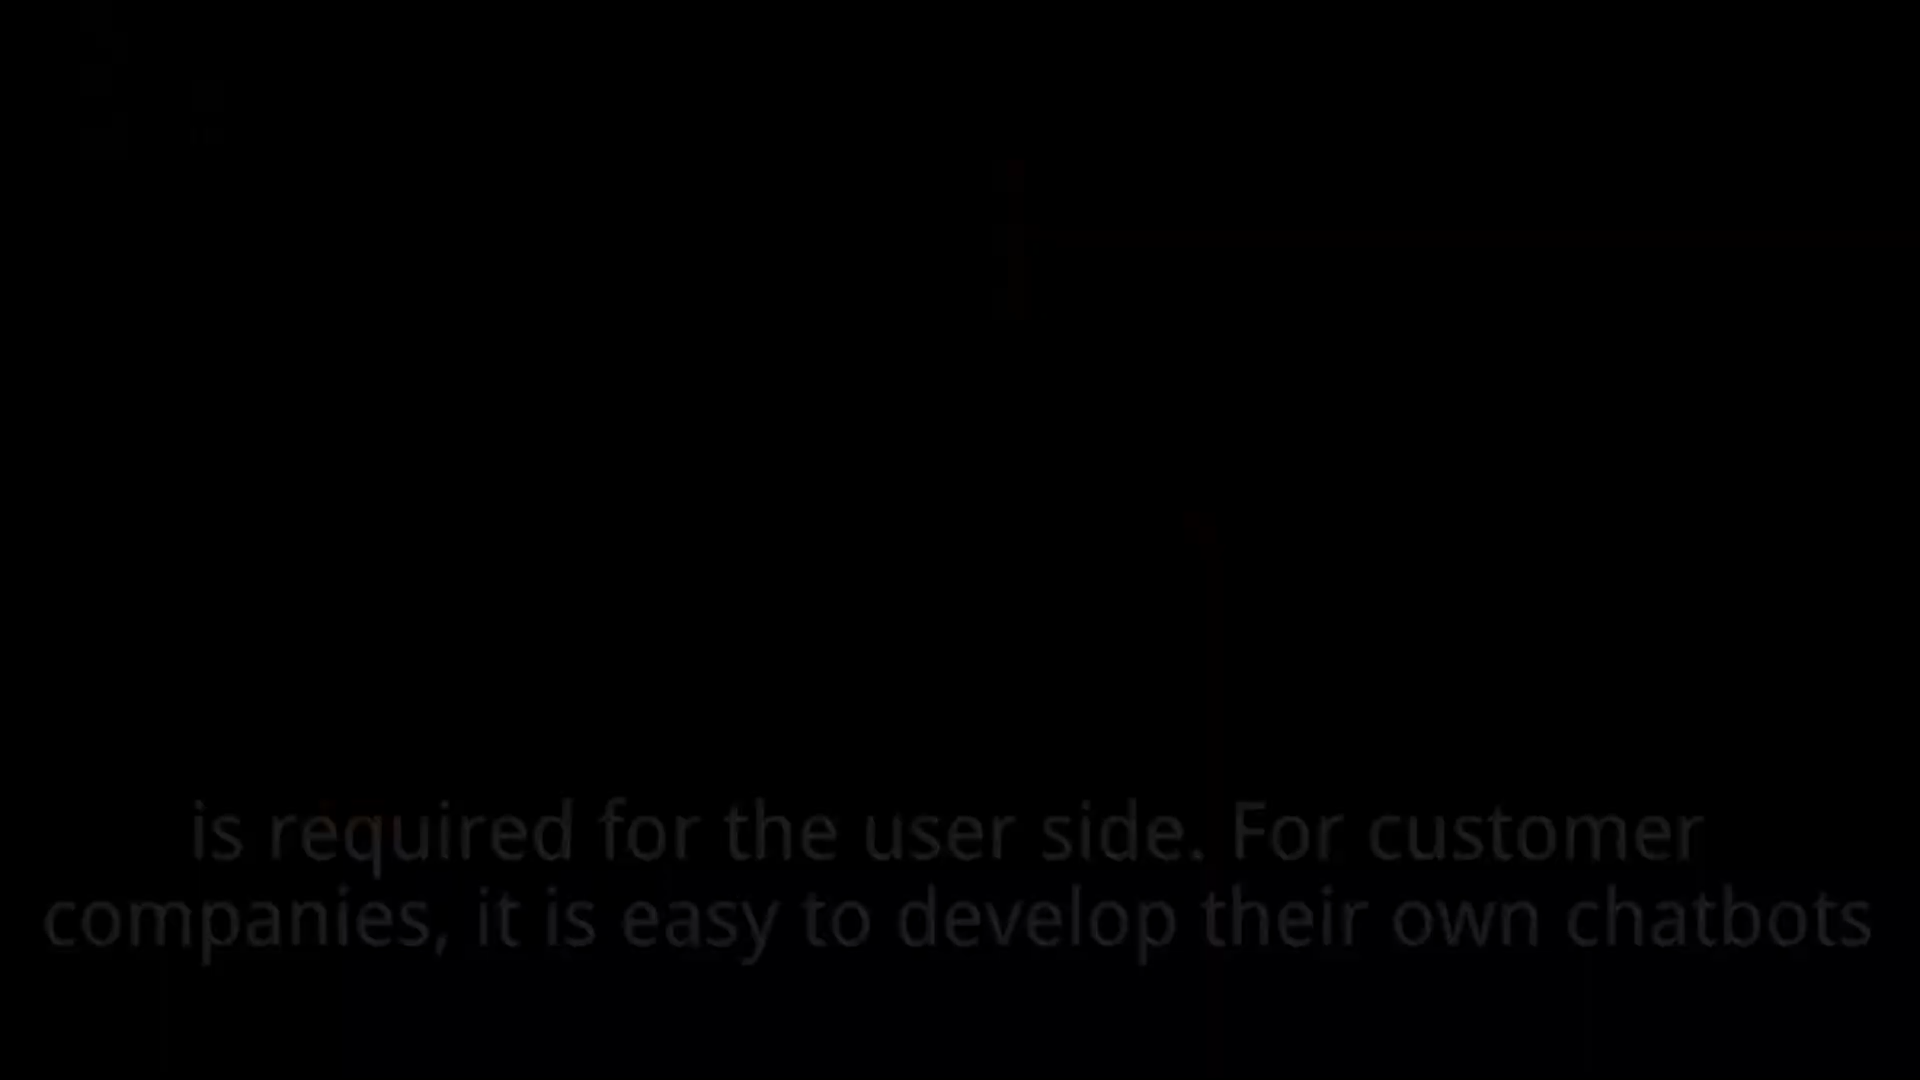 is required for the user side. For customer
companies, it is easy to develop their own chatbots